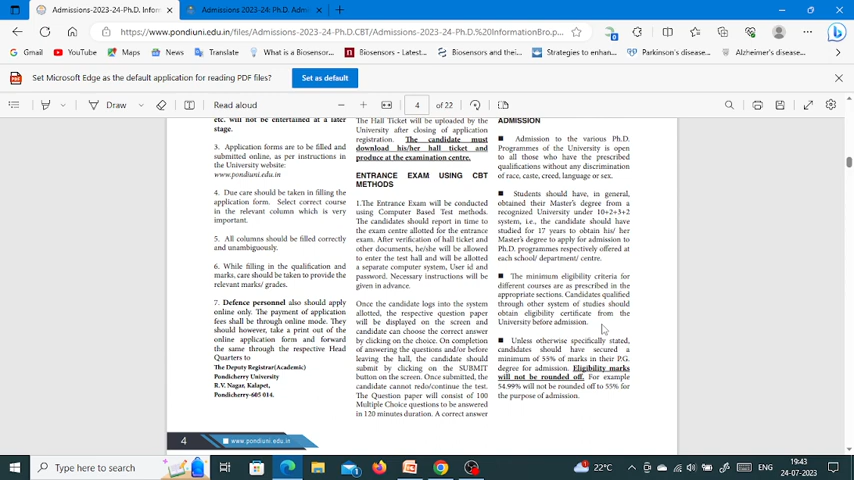 Admissions-2023-24-Ph.D. Infor
Admissions 2023-24: Ph.D. Adm
https://www.pondiuni.edu.in/files/Admissions-2023-24-Ph.D.CBT/Admissions-2023-24-Ph.D.%20InformationBro.p...
Gmail
YouTube
Maps
News
Translate
What is a Biosensor...
Biosensors - Latest...
Biosensors and thei...
Strategies to enhan...
Parkinson's disease...
Alzheimer's disease...
Set Microsoft Edge as the default application for reading PDF files?
Set as default
Draw
Read aloud
4
of 22
etc. will not be entertained at a later
stage.
3. Application forms are to be filled and
submitted online, as per instructions in
the University website:
www.pondiuni.edu.in
4. Due care should be taken in filling the
application form. Select correct course
in the relevant column which is very
important.
5. All columns should be filled correctly
and unambiguously.
6. While filling in the qualification and
marks, care should be taken to provide the
relevant marks/ grades.
7. Defence personnel also should apply
online only. The payment of application
fees shall be through online mode. They
should however, take a print out of the
online application form and forward
the same through the respective Head
Quarters to
The Deputy Registrar(Academic)
Pondicherry University
R.V. Nagar, Kalapet,
Pondicherry-605 014.
The Hall Ticket will be uploaded by the
University after closing of application
registration. The candidate must
download his/her hall ticket and
produce at the examination centre.
ENTRANCE EXAM USING CBT
METHODS
1.The Entrance Exam will be conducted
using Computer Based Test methods.
The candidates should report in time to
the exam centre allotted for the entrance
exam. After verification of hall ticket and
other documents, he/she will be allowed
to enter the test hall and will be allotted
a separate computer system, User id and
password. Necessary instructions will be
given in advance.
Once the candidate logs into the system
allotted, the respective question paper
will be displayed on the screen and
candidate can choose the correct answer
by clicking on the choice. On completion
of answering the questions and/or before
leaving the hall, the candidate should
submit by clicking on the SUBMIT
button on the screen. Once submitted, the
candidate cannot redo/continue the test.
The Question paper will consist of 100
Multiple Choice questions to be answered
in 120 minutes duration. A correct answer
ADMISSION
■ Admission to the various Ph.D.
Programmes of the University is open
to all those who have the prescribed
qualifications without any discrimination
of race, caste, creed, language or sex.
■ Students should have, in general,
obtained their Master's degree from a
recognized University under 10+2+3+2
system, i.e., the candidate should have
studied for 17 years to obtain his/ her
Master's degree to apply for admission to
Ph.D. programmes respectively offered at
each school/ department/ centre.
■ The minimum eligibility criteria for
different courses are as prescribed in the
appropriate sections. Candidates qualified
through other system of studies should
obtain eligibility certificate from the
University before admission.
■ Unless otherwise specifically stated,
candidates should have secured a
minimum of 55% of marks in their P.G.
degree for admission. Eligibility marks
will not be rounded off. For example
54.99% will not be rounded off to 55% for
the purpose of admission.
4
www.pondiuni.edu.in
Type here to search
22°C
ENG
19:43
24-07-2023